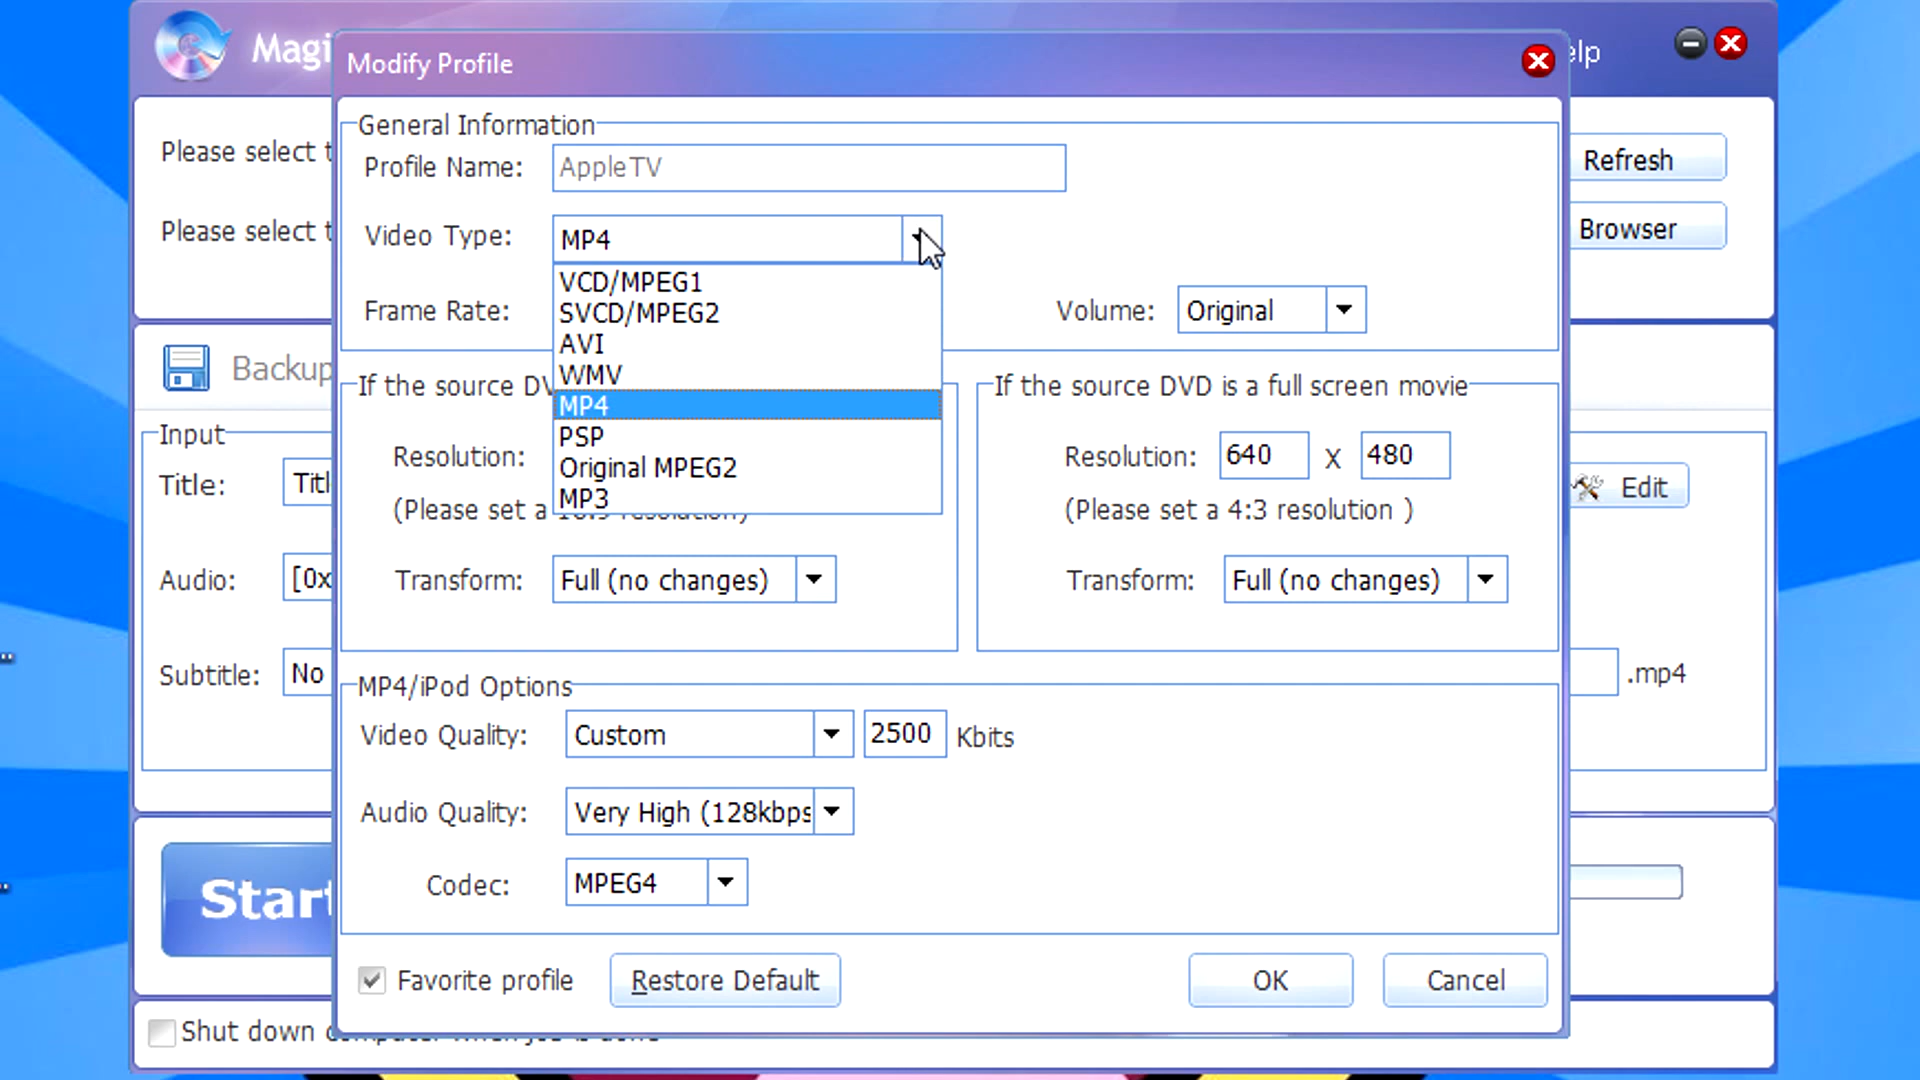 Magi
elp
Modify Profile
General Information
Please select t
Profile Name: AppleTV
Refresh
Please select t
Video Type: MP4
Browser
VCD/MPEG1
SVCD/MPEG2
AVI
WMV
MP4
PSP
Original MPEG2
MP3
Frame Rate:
Volume: Original
Backup
If the source DV
If the source DVD is a full screen movie
Input
Resolution:
Resolution: 640 X 480
Title: Titl
Edit
(Please set a
(Please set a 4:3 resolution )
Audio: [0x
Transform: Full (no changes)
Transform: Full (no changes)
Subtitle: No
.mp4
MP4/iPod Options
Video Quality: Custom 2500 Kbits
Audio Quality: Very High (128kbps
Codec: MPEG4
Start
Favorite profile
Restore Default
OK
Cancel
Shut down